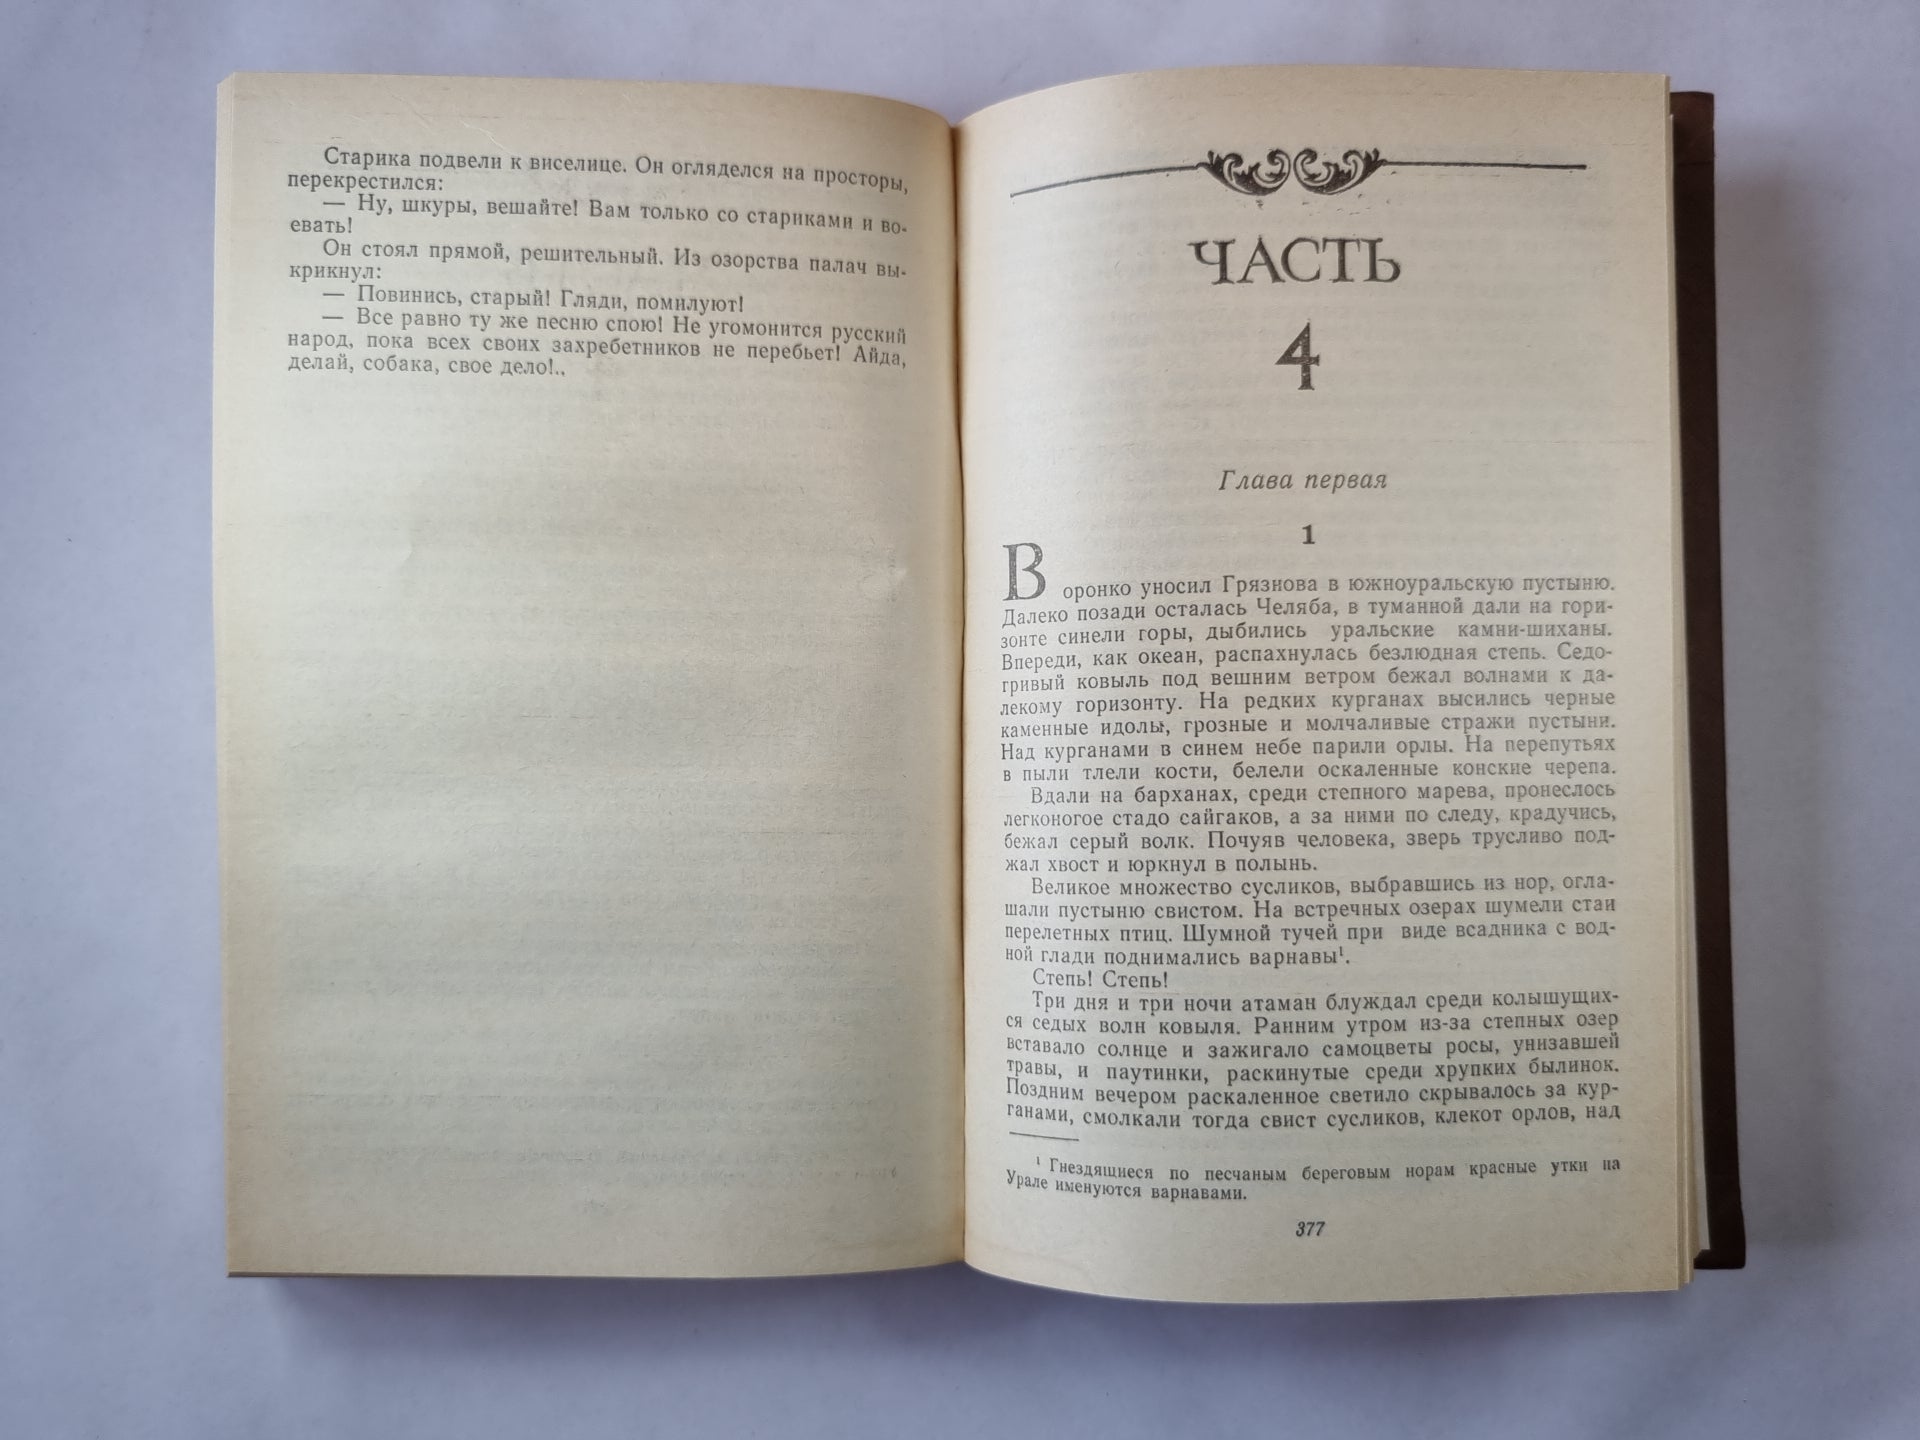 Старика подвели к виселице. Он огляделся на просторы,
перекрестился:
— Ну, шкуры, вешайте! Вам только со стариками и во-
евать!
Он стоял прямой, решительный. Из озорства палач вы-
крикнул:
— Повинись, старый! Гляди, помилуют!
— Все равно ту же песню спою! Не угомонится русский
народ, пока всех своих захребетников не перебьет! Айда,
делай, собака, свое дело!..
ЧАСТЬ
4
Глава первая
1
Воронко уносил Грязнова в южноуральскую пустыню.
Далеко позади осталась Челяба, в туманной дали на гори-
зонте синели горы, дыбились уральские камни-шиханы.
Впереди, как океан, распахнулась безлюдная степь. Седо-
гривый ковыль под вешним ветром бежал волнами к да-
лекому горизонту. На редких курганах высились черные
каменные идолы, грозные и молчаливые стражи пустыни.
Над курганами в синем небе парили орлы. На перепутьях
в пыли тлели кости, белели оскаленные конские черепа.
Вдали на барханах, среди степного марева, пронеслось
легконогое стадо сайгаков, а за ними по следу, крадучись,
бежал серый волк. Почуяв человека, зверь трусливо под-
жал хвост и юркнул в полынь.
Великое множество сусликов, выбравшись из нор, огла-
шали пустыню свистом. На встречных озерах шумели стаи
перелетных птиц. Шумной тучей при виде всадника с вод-
ной глади поднимались варнавы¹.
Степь! Степь!
Три дня и три ночи атаман блуждал среди колышущих-
ся седых волн ковыля. Ранним утром из-за степных озер
вставало солнце и зажигало самоцветы росы, унизавшей
травы, и паутинки, раскинутые среди хрупких былинок.
Поздним вечером раскаленное светило скрывалось за кур-
ганами, смолкали тогда свист сусликов, клекот орлов, над
¹ Гнездящиеся по песчаным береговым норам красные утки на
Урале именуются варнавами.
377